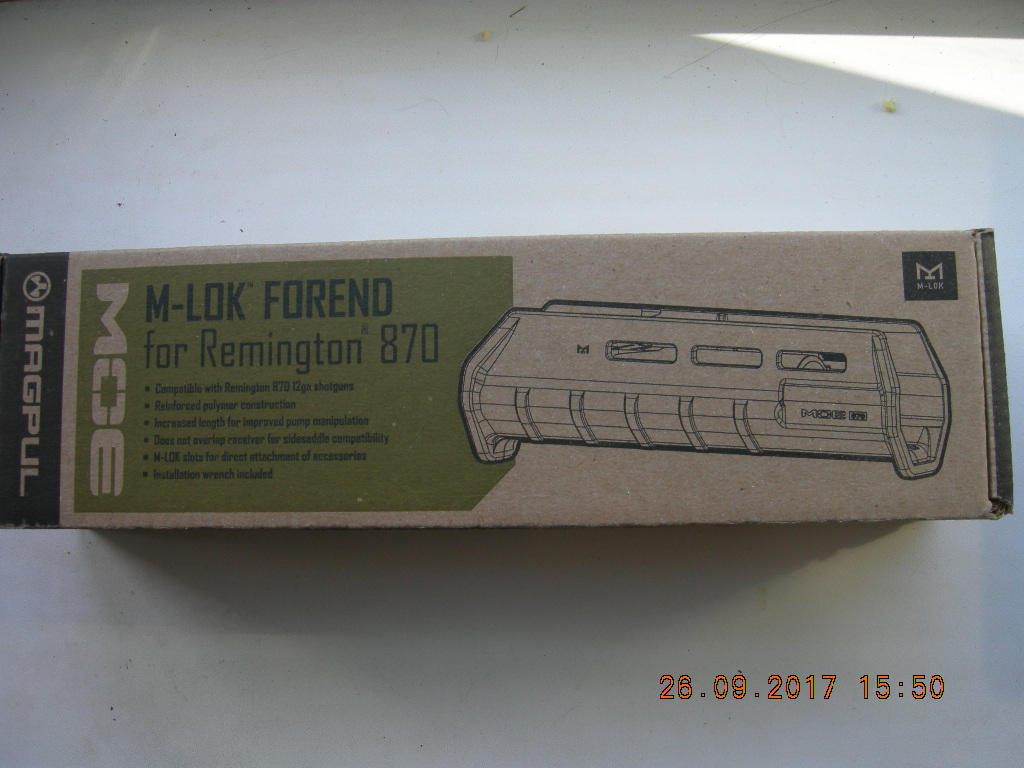 MAGPUL
MOE
M-LOK™ FOREND
for Remington® 870
▪ Compatible with Remington 870 12ga shotguns
▪ Reinforced polymer construction
▪ Increased length for improved pump manipulation
▪ Does not overlap receiver for sidesaddle compatibility
▪ M-LOK slots for direct attachment of accessories
▪ Installation wrench included
M-LOK
MOE 870
26.09.2017 15:50